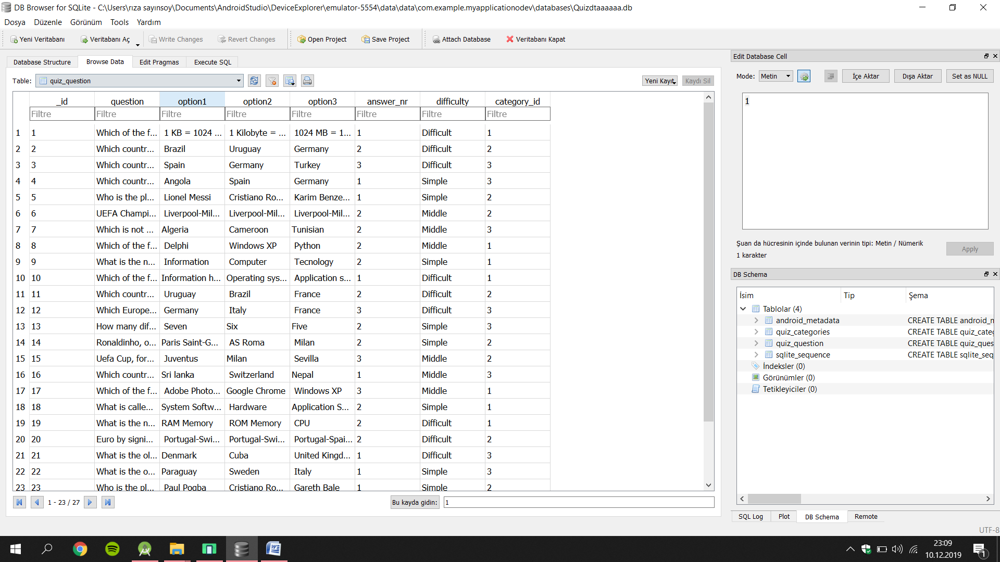 DB Browser for SQLite - C:\Users\rıza sayınsoy\Documents\AndroidStudio\DeviceExplorer\emulator-5554\data\data\com.example.myapplicationodev\databases\Quizdtaaaaaa.db
Dosya Düzenle Görünüm Tools Yardım
Yeni Veritabanı Veritabanı Aç Write Changes Revert Changes Open Project Save Project Attach Database Veritabanı Kapat
Database Structure Browse Data Edit Pragmas Execute SQL
Table: quiz_question Yeni Kayıt Kaydı Sil
_id question option1 option2 option3 answer_nr difficulty category_id
Filtre Filtre Filtre Filtre Filtre Filtre Filtre Filtre
1 1 Which of the f... 1 KB = 1024 ... 1 Kilobyte = ... 1024 MB = 1... 1 Difficult 1
2 2 Which countr... Brazil Uruguay Germany 2 Difficult 2
3 3 Which countr... Spain Germany Turkey 3 Difficult 3
4 4 Which countr... Angola Spain Germany 1 Simple 3
5 5 Who is the pl... Lionel Messi Cristiano Ro... Karim Benze... 1 Simple 2
6 6 UEFA Champi... Liverpool-Mil... Liverpool-Mil... Liverpool-Mil... 2 Middle 2
7 7 Which is not ... Algeria Cameroon Tunisian 2 Middle 3
8 8 Which of the f... Delphi Windows XP Python 2 Middle 1
9 9 What is the n... Information Computer Tecnology 2 Simple 1
10 10 Which of the f... Information h... Operating sys... Application s... 1 Difficult 1
11 11 Which countr... Uruguay Brazil France 2 Difficult 2
12 12 Which Europe... Germany Italy France 3 Difficult 3
13 13 How many dif... Seven Six Five 2 Simple 3
14 14 Ronaldinho, o... Paris Saint-G... AS Roma Milan 2 Simple 2
15 15 Uefa Cup, for... Juventus Milan Sevilla 3 Middle 2
16 16 Which countr... Sri lanka Switzerland Nepal 1 Middle 3
17 17 Which of the f... Adobe Photo... Google Chrome Windows XP 3 Middle 1
18 18 What is calle... System Softw... Hardware Application S... 2 Simple 1
19 19 What is the n... RAM Memory ROM Memory CPU 2 Difficult 1
20 20 Euro by signi... Portugal-Swi... Portugal-Swi... Portugal-Spai... 2 Difficult 2
21 21 What is the ol... Denmark Cuba United Kingd... 1 Difficult 3
22 22 What is the o... Paraguay Sweden Italy 1 Simple 3
23 23 Who is the pl... Paul Pogba Cristiano Ro... Gareth Bale 1 Simple 2
1 - 23 / 27 Bu kayda gidin: 1
Edit Database Cell
Mode: Metin İçe Aktar Dışa Aktar Set as NULL
1
Şuan da hücresinin içinde bulunan verinin tipi: Metin / Nümerik
1 karakter
Apply
DB Schema
İsim Tip Şema
Tablolar (4)
android_metadata CREATE TABLE android_n
quiz_categories CREATE TABLE quiz_categ
quiz_question CREATE TABLE quiz_ques
sqlite_sequence CREATE TABLE sqlite_seq
İndeksler (0)
Görünümler (0)
Tetikleyiciler (0)
SQL Log Plot DB Schema Remote
UTF-8
23:09
10.12.2019
1